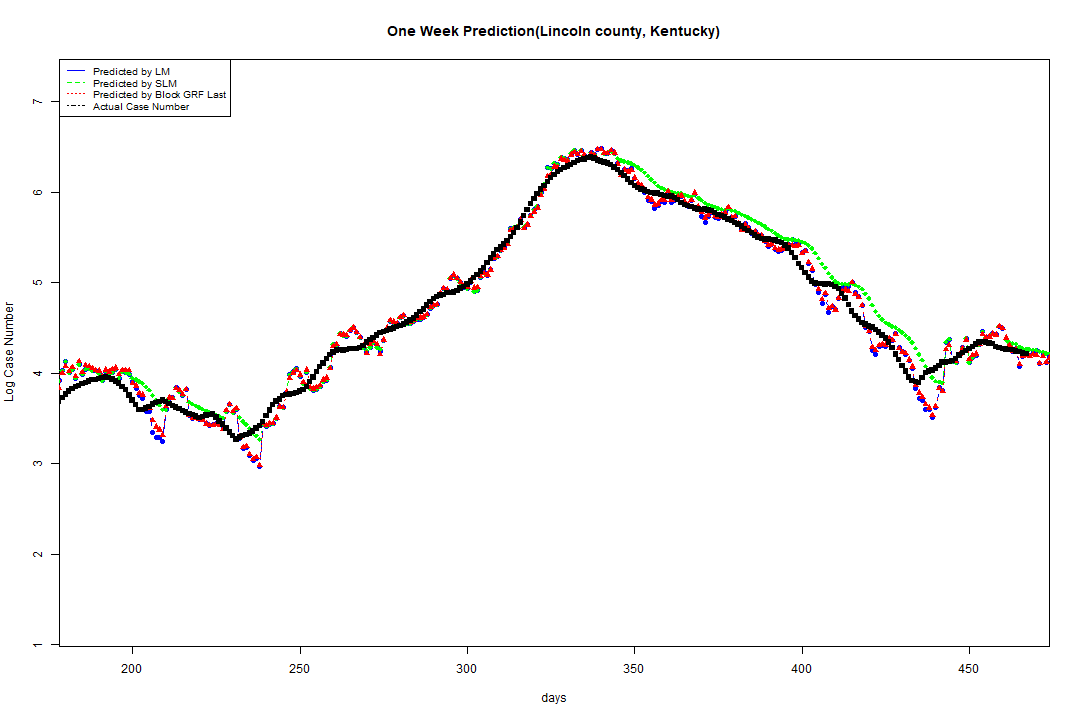 One Week Prediction(Lincoln county, Kentucky)
Predicted by LM
Predicted by SLM
Predicted by Block GRF Last
Actual Case Number
7
6
5
4
3
2
1
Log Case Number
200 250 300 350 400 450
days